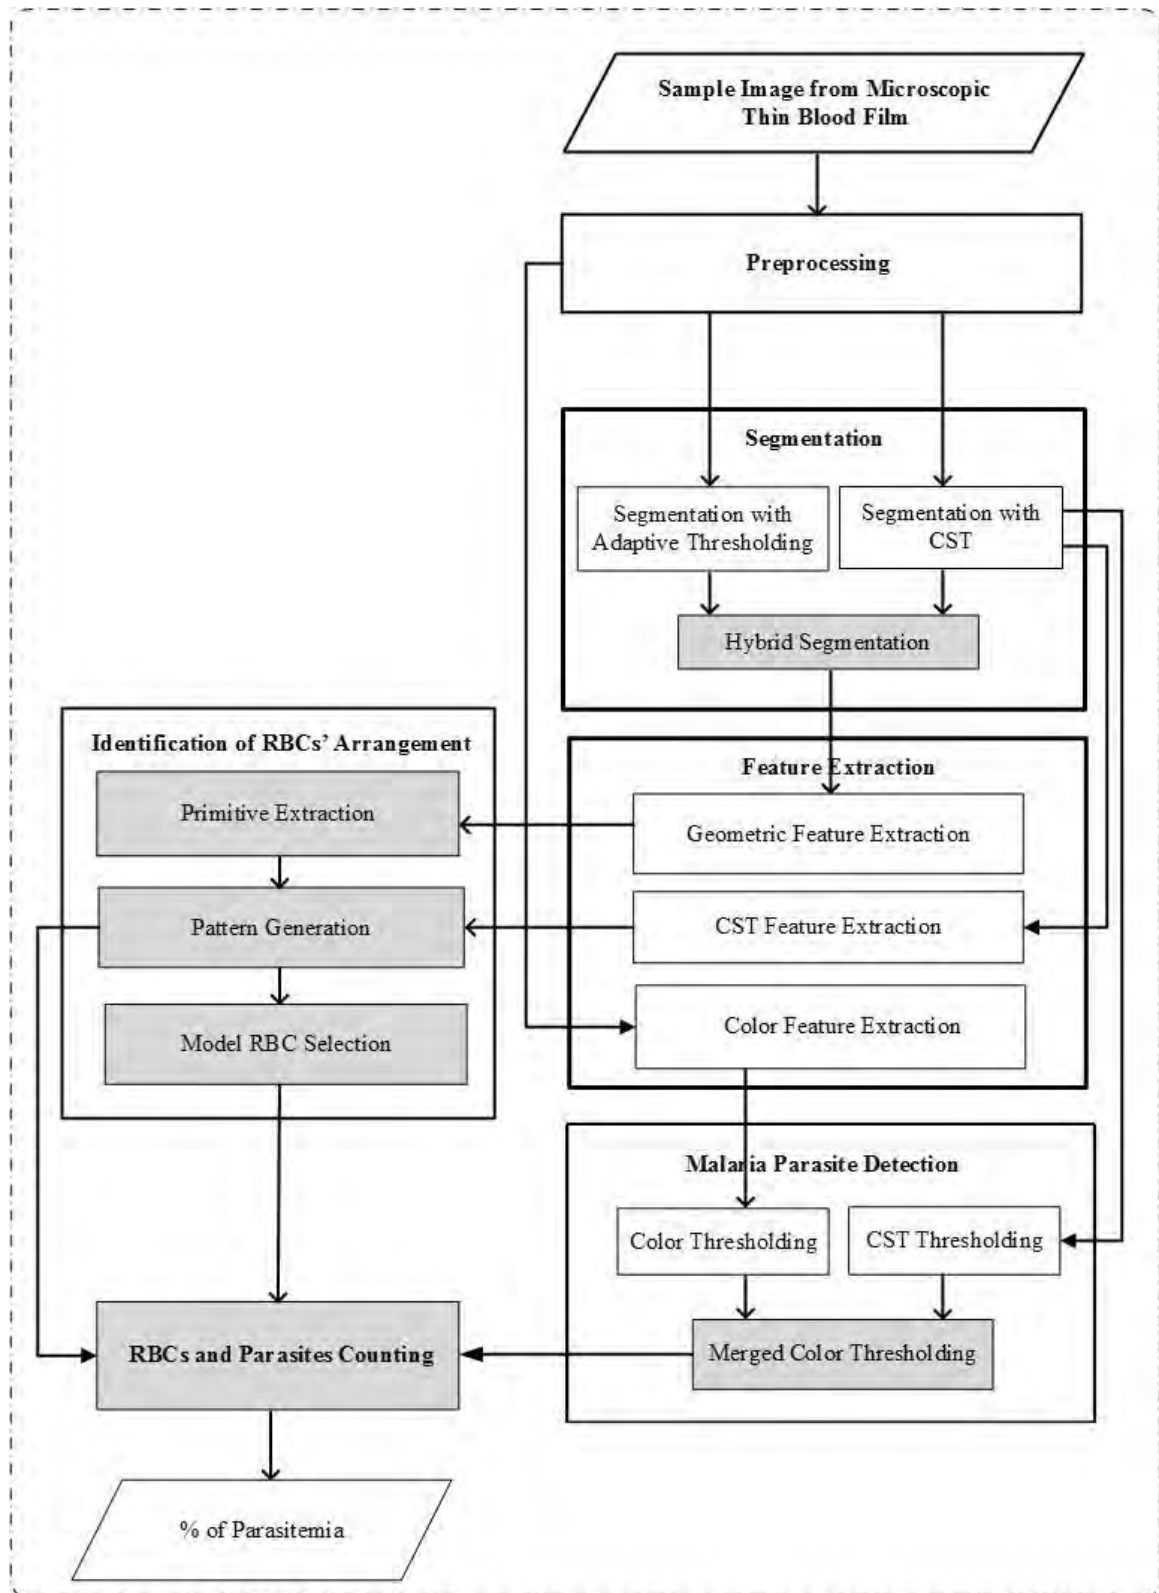 Sample Image from Microscopic
Thin Blood Film
Preprocessing
Segmentation
Segmentation with
Adaptive Thresholding
Segmentation with
CST
Hybrid Segmentation
Identification of RBCs' Arrangement
Primitive Extraction
Pattern Generation
Model RBC Selection
Feature Extraction
Geometric Feature Extraction
CST Feature Extraction
Color Feature Extraction
Malaria Parasite Detection
Color Thresholding
CST Thresholding
Merged Color Thresholding
RBCs and Parasites Counting
% of Parasitemia